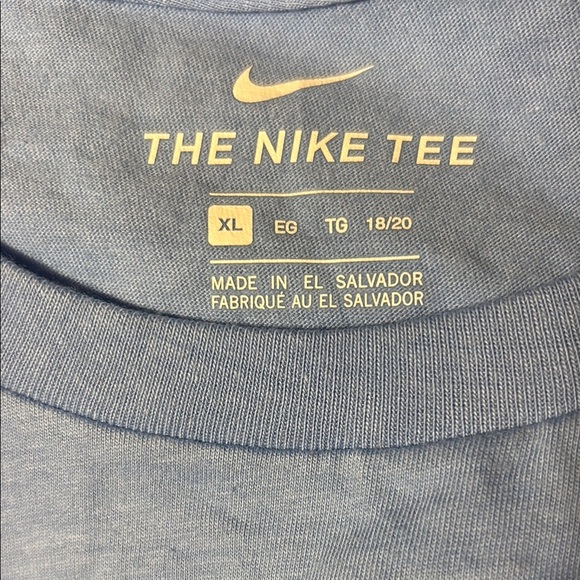 THE NIKE TEE
XL EG TG 18/20
MADE IN EL SALVADOR
FABRIQUÉ AU EL SALVADOR